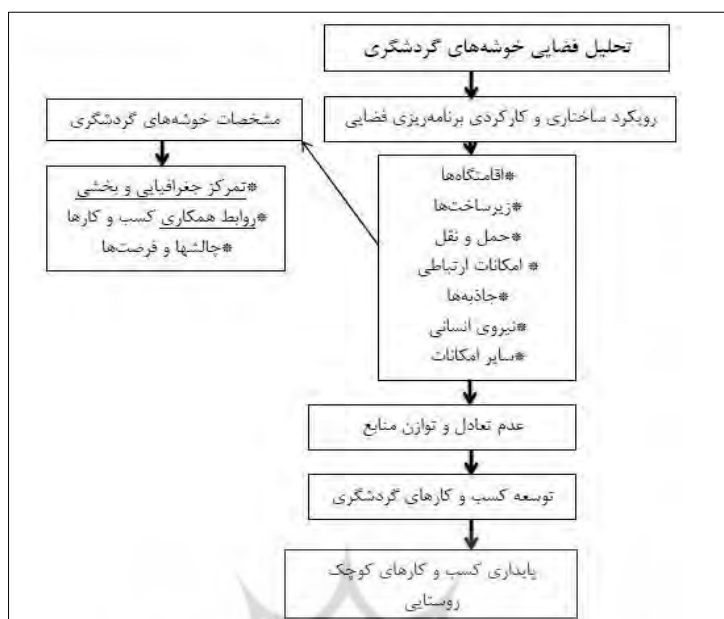 تحلیل فضایی خوشه‌های گردشگری
رویکرد ساختاری و کارکردی برنامه‌ریزی فضایی
مشخصات خوشه‌های گردشگری
*تمرکز جغرافیایی و بخشی
*روابط همکاری کسب و کارها
*چالشها و فرصت‌ها
*اقامتگاه‌ها
*زیرساخت‌ها
*حمل و نقل
*امکانات ارتباطی
*جاذبه‌ها
*نیروی انسانی
*سایر امکانات
عدم تعادل و توازن منابع
توسعه کسب و کارهای گردشگری
پایداری کسب و کارهای کوچک
روستایی